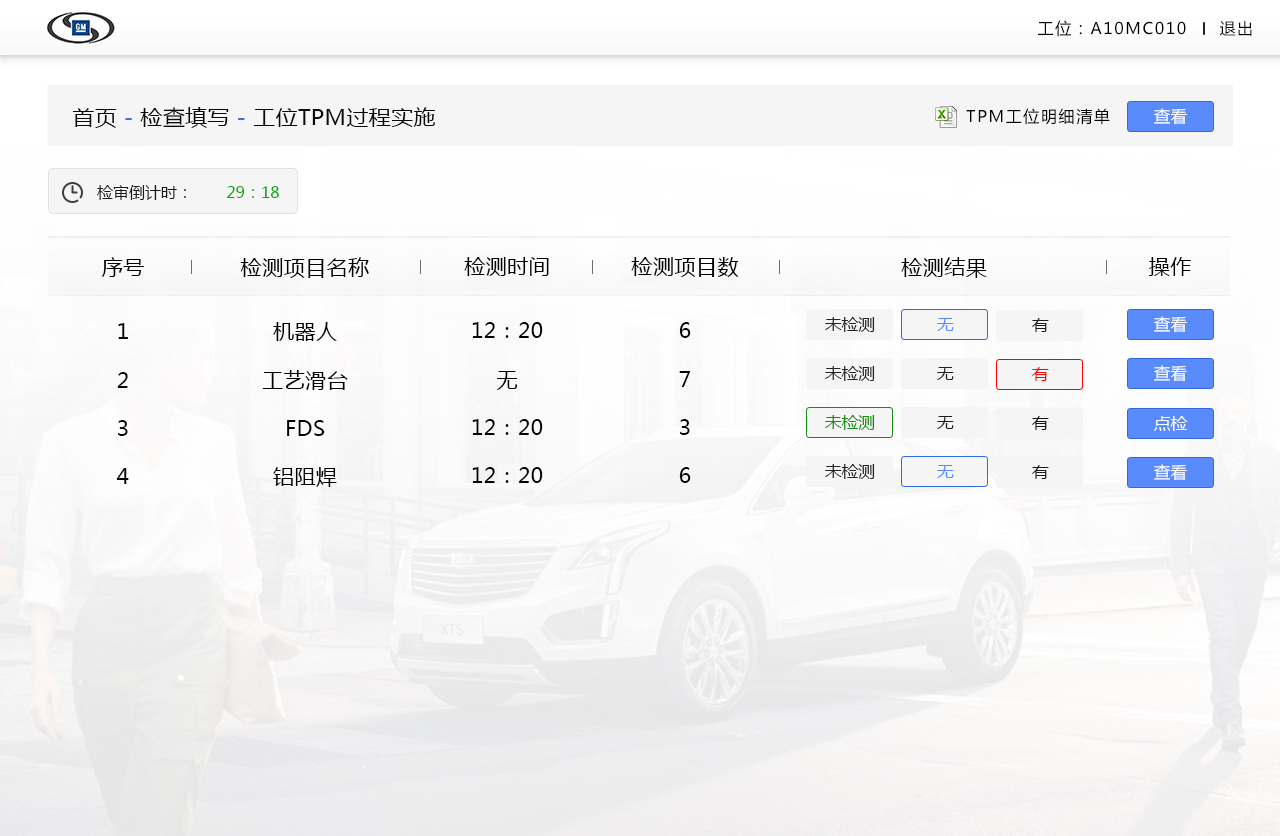 GM 工位：A10MC010 | 退出
首页 - 检查填写 - 工位TPM过程实施 TPM工位明细清单 查看
检审倒计时： 29：18
序号 | 检测项目名称 | 检测时间 | 检测项目数 | 检测结果 | 操作
1 机器人 12：20 6 未检测 无 有 查看
2 工艺滑台 无 7 未检测 无 有 查看
3 FDS 12：20 3 未检测 无 有 点检
4 铝阻焊 12：20 6 未检测 无 有 查看
XT5